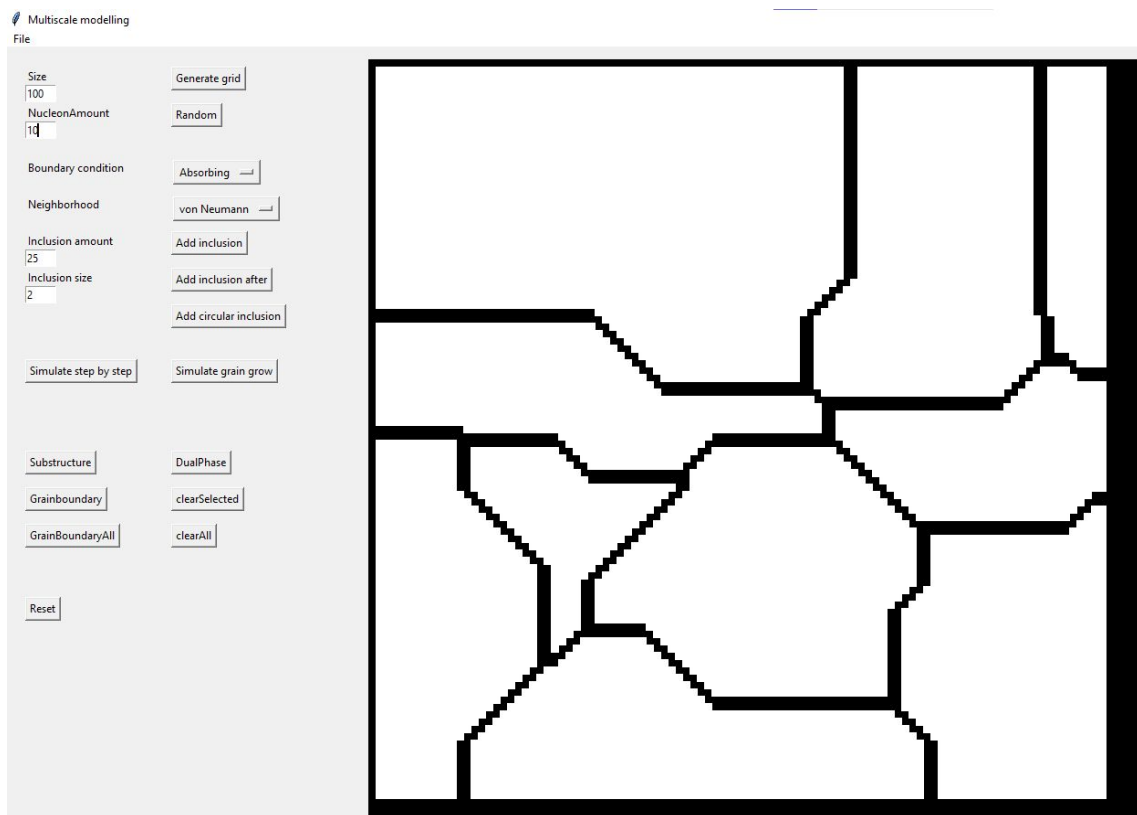 Multiscale modelling
File
Size
Generate grid
100
NucleonAmount
Random
10
Boundary condition
Absorbing
Neighborhood
von Neumann
Inclusion amount
Add inclusion
25
Inclusion size
Add inclusion after
2
Add circular inclusion
Simulate step by step
Simulate grain grow
Substructure
DualPhase
Grainboundary
clearSelected
GrainBoundaryAll
clearAll
Reset